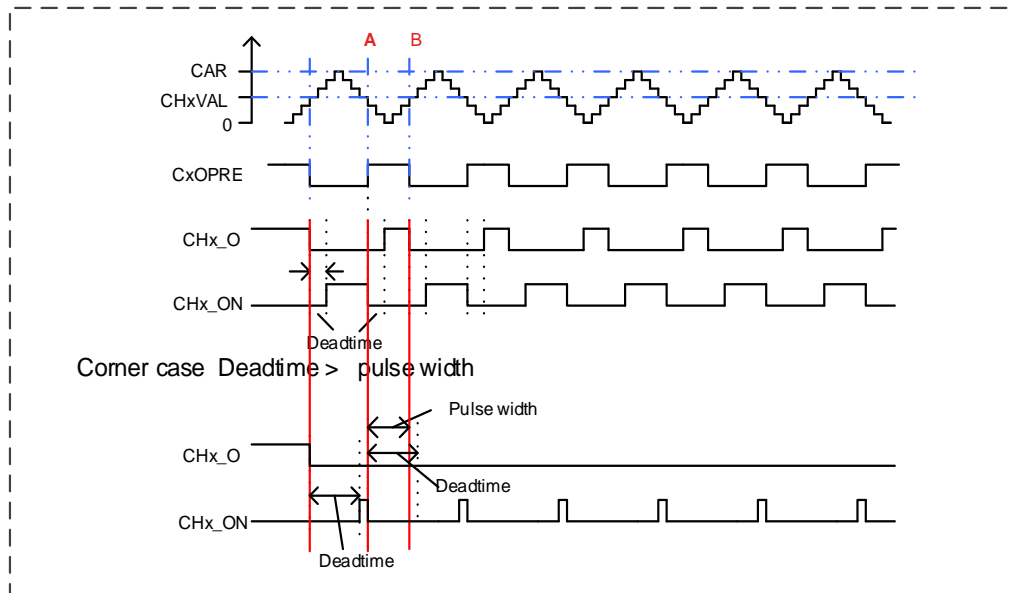 A B
CAR
CHxVAL
0
CxOPRE
CHx_O
CHx_ON
Deadtime
Corner case Deadtime > pulse width
Pulse width
CHx_O
Deadtime
CHx_ON
Deadtime